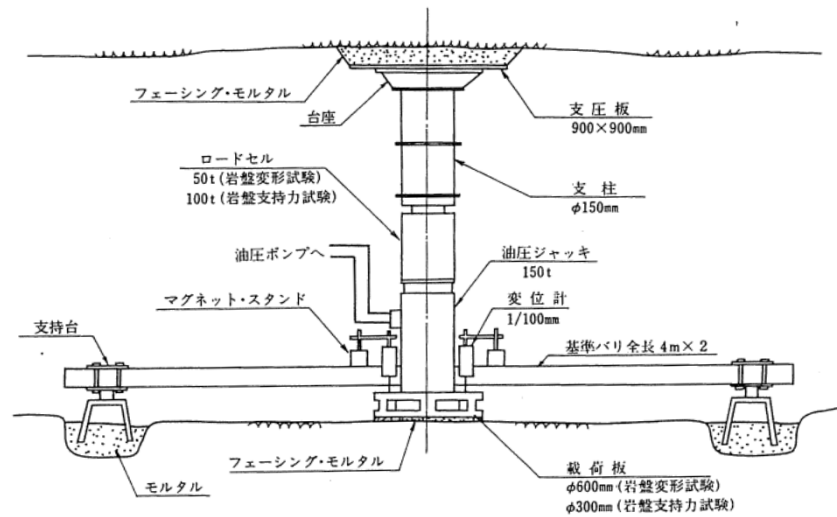 フェーシング・モルタル
台座
支圧板
900×900mm
ロードセル
50t(岩盤変形試験)
100t(岩盤支持力試験)
支柱
φ150mm
油圧ポンプへ
油圧ジャッキ
150t
マグネット・スタンド
変位計
1/100mm
支持台
基準バリ全長4m×2
フェーシング・モルタル
モルタル
載荷板
φ600mm(岩盤変形試験)
φ300mm(岩盤支持力試験)